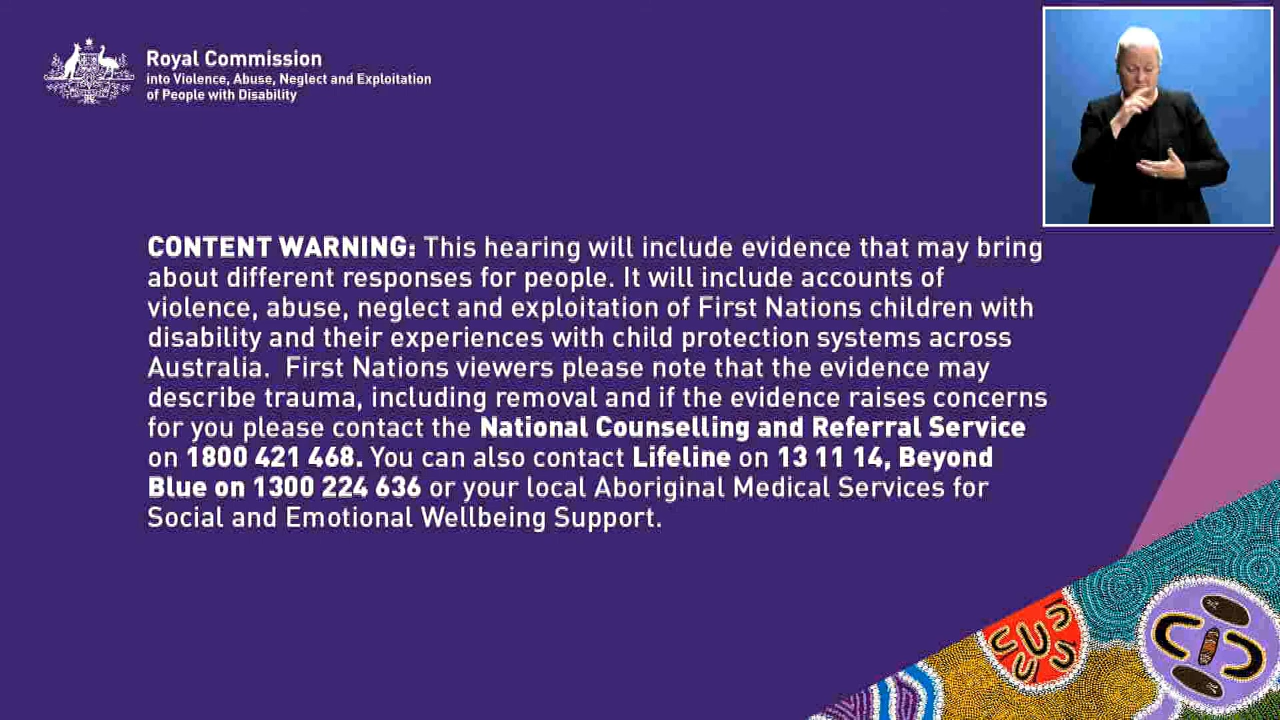 Royal Commission
into Violence, Abuse, Neglect and Exploitation
of People with Disability
CONTENT WARNING: This hearing will include evidence that may bring
about different responses for people. It will include accounts of
violence, abuse, neglect and exploitation of First Nations children with
disability and their experiences with child protection systems across
Australia.  First Nations viewers please note that the evidence may
describe trauma, including removal and if the evidence raises concerns
for you please contact the National Counselling and Referral Service
on 1800 421 468. You can also contact Lifeline on 13 11 14, Beyond
Blue on 1300 224 636 or your local Aboriginal Medical Services for
Social and Emotional Wellbeing Support.